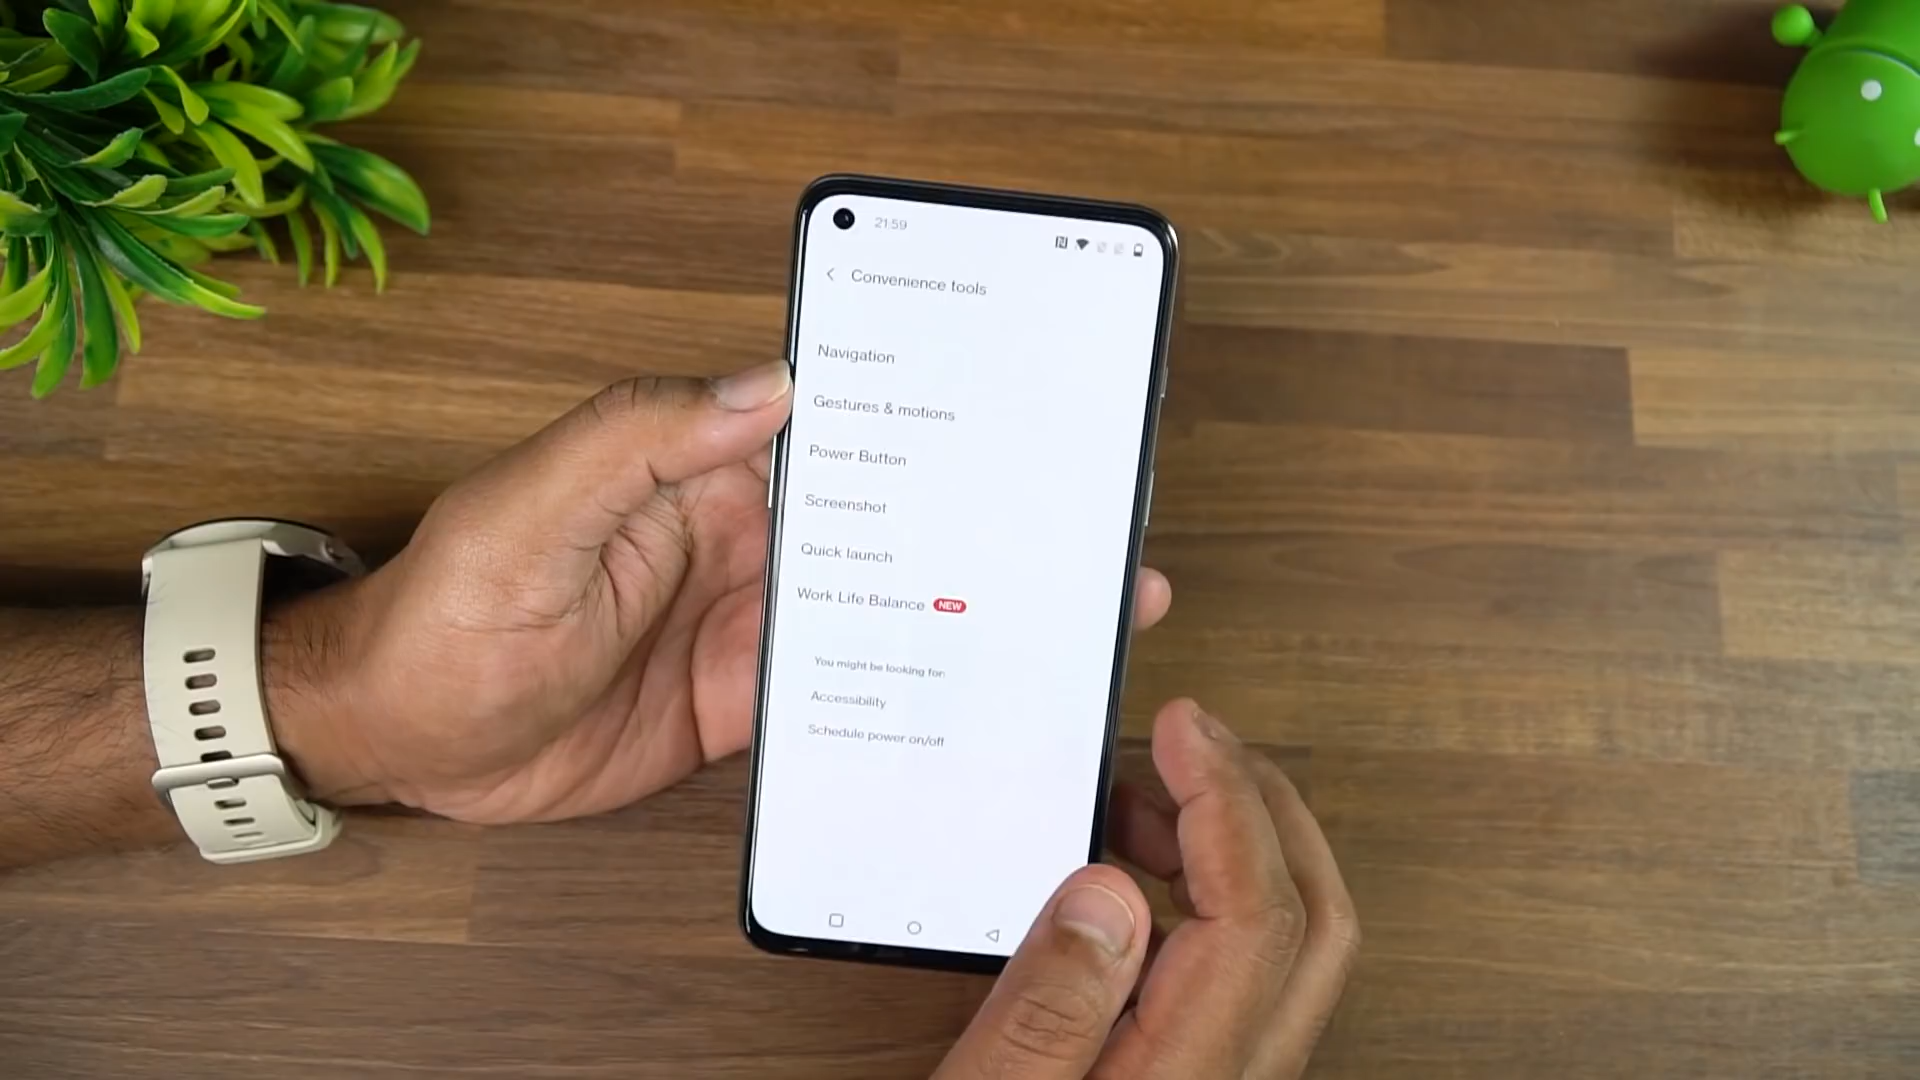 21:59
Convenience tools
Navigation
Gestures & motions
Power Button
Screenshot
Quick launch
Work Life Balance NEW
You might be looking for:
Accessibility
Schedule power on/off